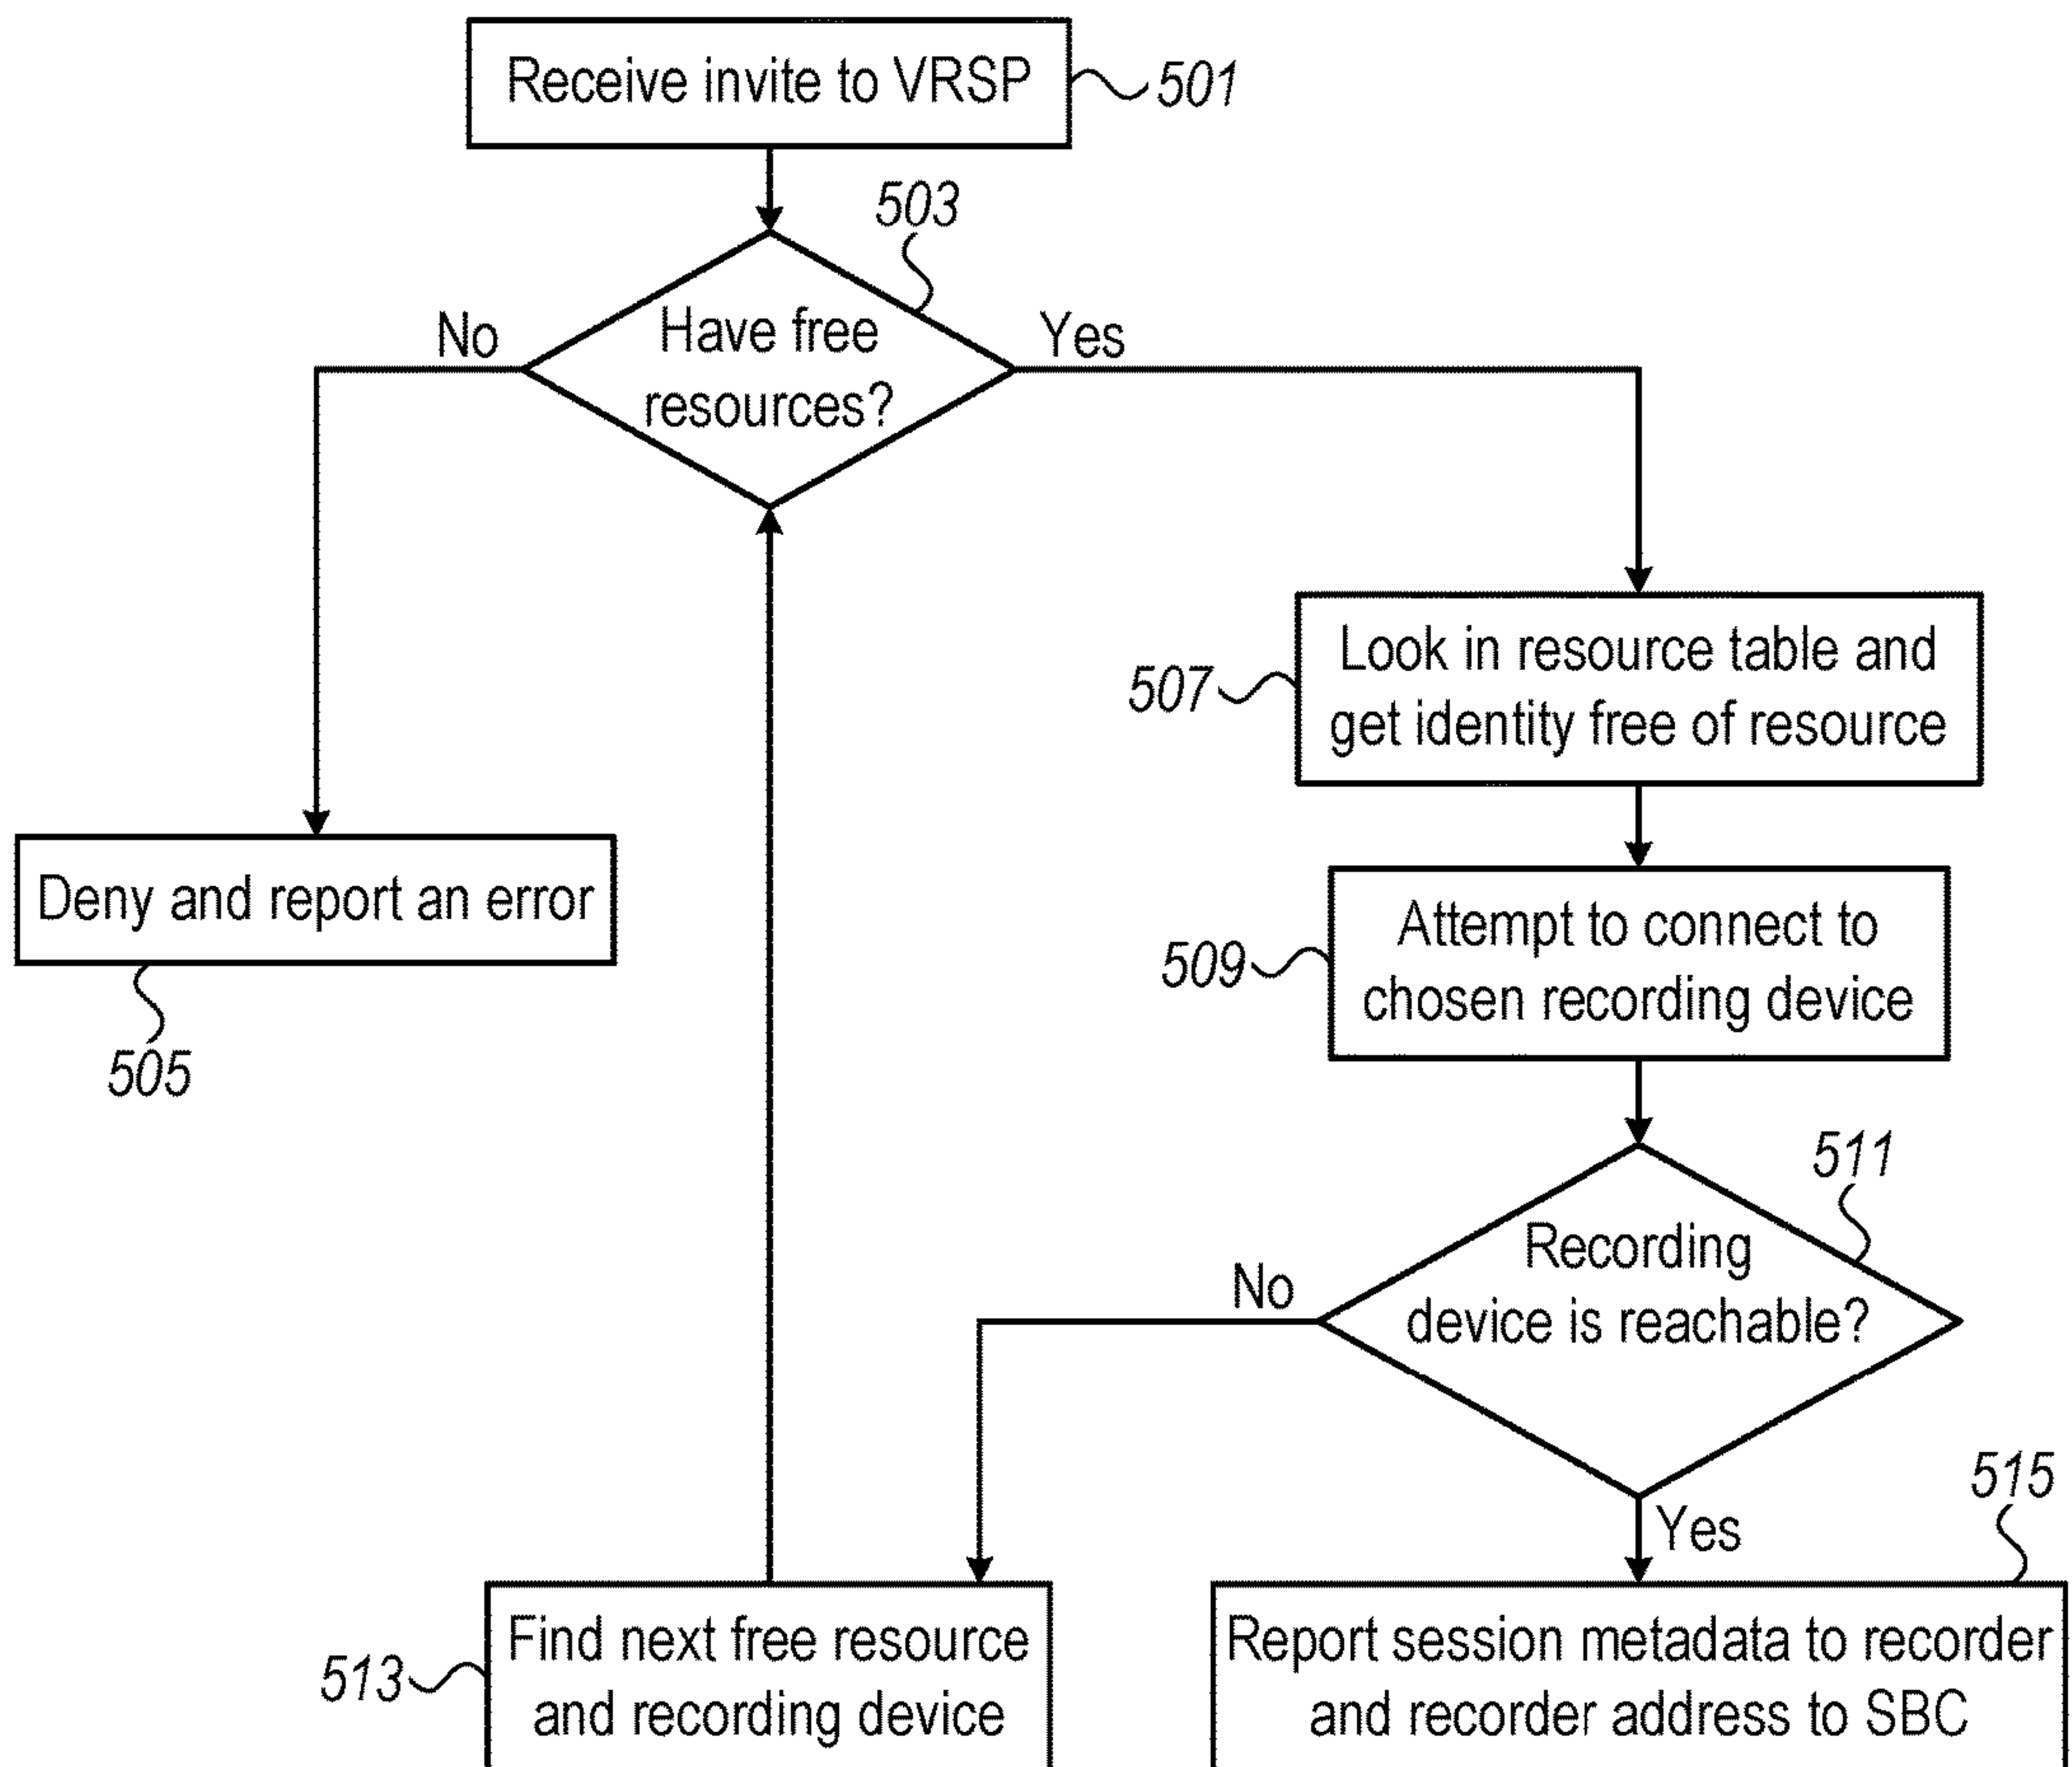 Receive invite to VRSP
501
503
Have free
resources?
No
Yes
Look in resource table and
get identity free of resource
507
Deny and report an error
505
Attempt to connect to
chosen recording device
509
511
Recording
device is reachable?
No
Yes
515
Find next free resource
and recording device
513
Report session metadata to recorder
and recorder address to SBC